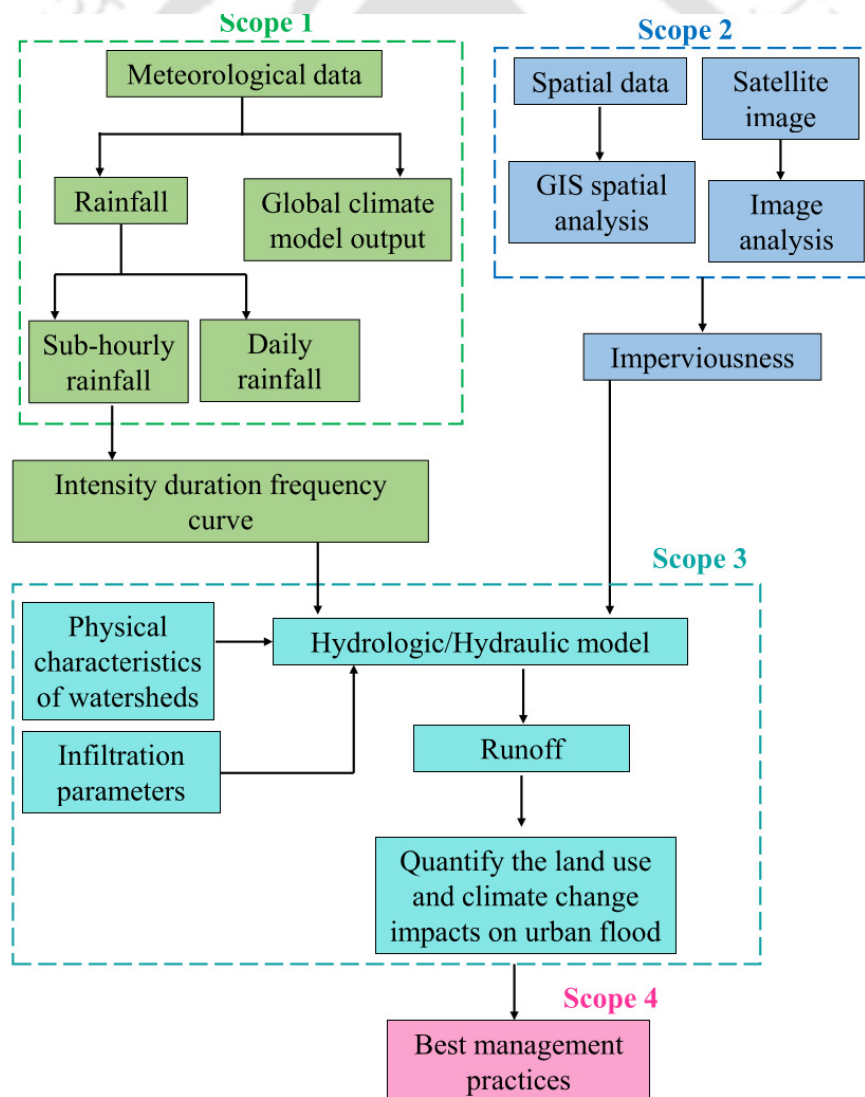 Scope 1
Meteorological data
Rainfall
Global climate
model output
Sub-hourly
rainfall
Daily
rainfall
Intensity duration frequency
curve
Scope 2
Spatial data
Satellite
image
GIS spatial
analysis
Image
analysis
Imperviousness
Scope 3
Physical
characteristics
of watersheds
Hydrologic/Hydraulic model
Infiltration
parameters
Runoff
Quantify the land use
and climate change
impacts on urban flood
Scope 4
Best management
practices